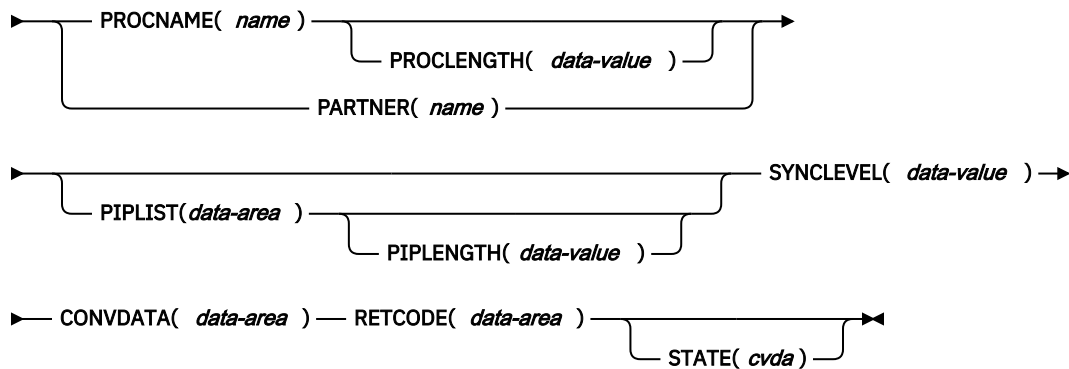 PROCNAME( name )
PROCLENGTH( data-value )
PARTNER( name )
SYNCLEVEL( data-value )
PIPLIST(data-area )
PIPLENGTH( data-value )
CONVDATA( data-area ) RETCODE( data-area )
STATE( cvda )